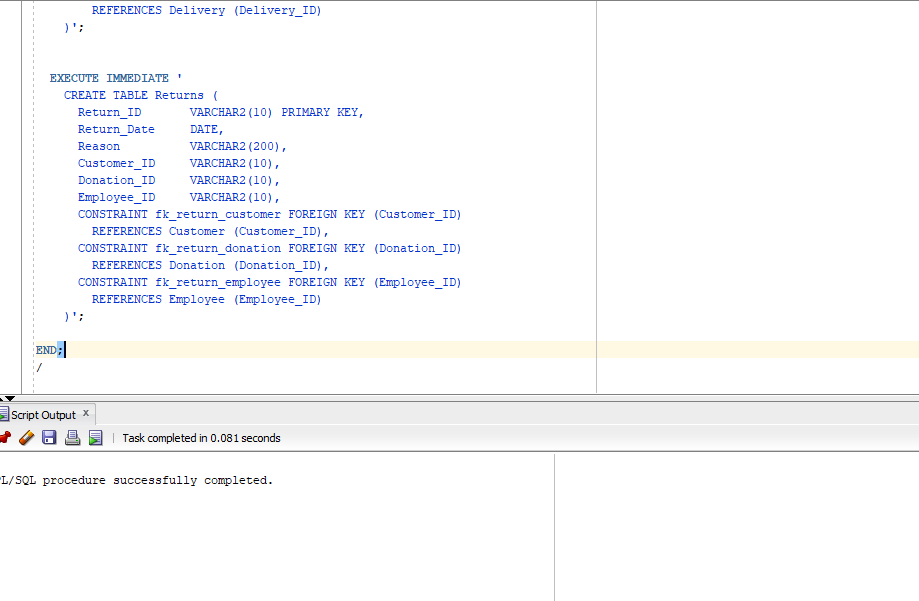 REFERENCES Delivery (Delivery_ID)
)';
EXECUTE IMMEDIATE '
CREATE TABLE Returns (
Return_ID VARCHAR2(10) PRIMARY KEY,
Return_Date DATE,
Reason VARCHAR2(200),
Customer_ID VARCHAR2(10),
Donation_ID VARCHAR2(10),
Employee_ID VARCHAR2(10),
CONSTRAINT fk_return_customer FOREIGN KEY (Customer_ID)
REFERENCES Customer (Customer_ID),
CONSTRAINT fk_return_donation FOREIGN KEY (Donation_ID)
REFERENCES Donation (Donation_ID),
CONSTRAINT fk_return_employee FOREIGN KEY (Employee_ID)
REFERENCES Employee (Employee_ID)
)';
END;
/
Script Output x
Task completed in 0.081 seconds
L/SQL procedure successfully completed.